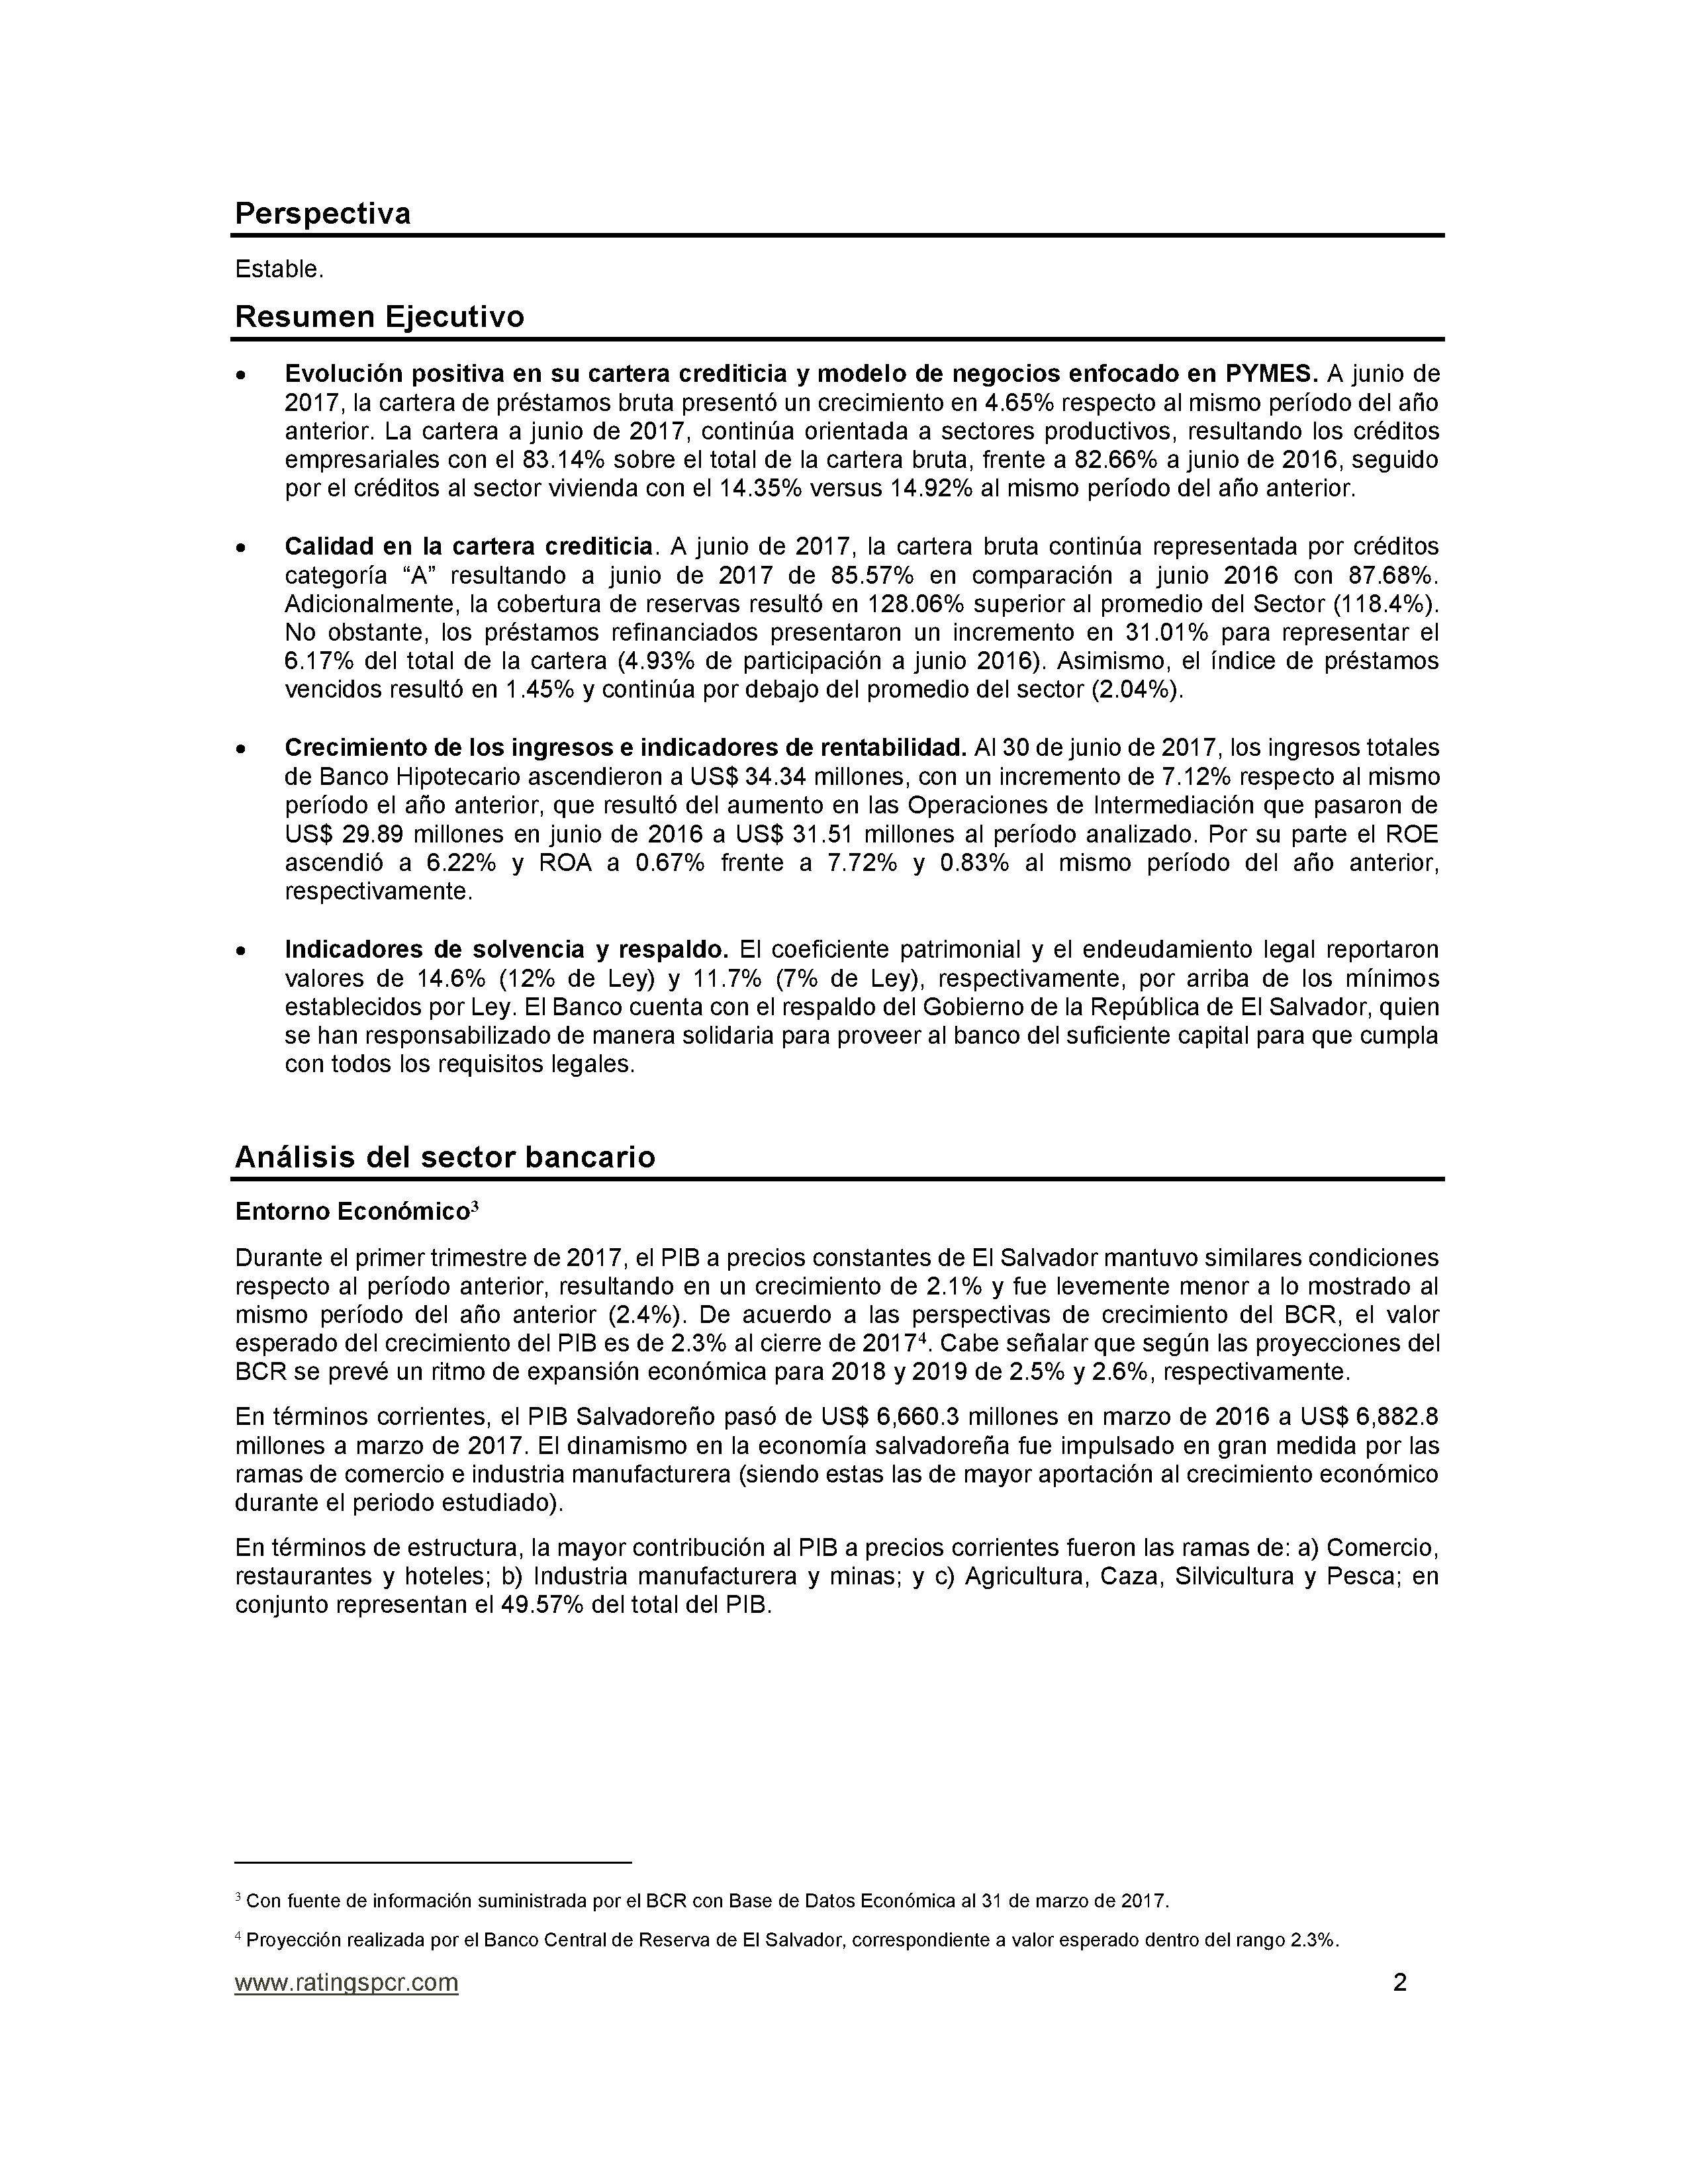 Perspectiva
Estable.
Resumen Ejecutivo
• Evolución positiva en su cartera crediticia y modelo de negocios enfocado en PYMES. A junio de
2017, la cartera de préstamos bruta presentó un crecimiento en 4.65% respecto al mismo período del año
anterior. La cartera a junio de 2017, continúa orientada a sectores productivos, resultando los créditos
empresariales con el 83.14% sobre el total de la cartera bruta, frente a 82.66% a junio de 2016, seguido
por el créditos al sector vivienda con el 14.35% versus 14.92% al mismo período del año anterior.
• Calidad en la cartera crediticia. A junio de 2017, la cartera bruta continúa representada por créditos
categoría “A” resultando a junio de 2017 de 85.57% en comparación a junio 2016 con 87.68%.
Adicionalmente, la cobertura de reservas resultó en 128.06% superior al promedio del Sector (118.4%).
No obstante, los préstamos refinanciados presentaron un incremento en 31.01% para representar el
6.17% del total de la cartera (4.93% de participación a junio 2016). Asimismo, el índice de préstamos
vencidos resultó en 1.45% y continúa por debajo del promedio del sector (2.04%).
• Crecimiento de los ingresos e indicadores de rentabilidad. Al 30 de junio de 2017, los ingresos totales
de Banco Hipotecario ascendieron a US$ 34.34 millones, con un incremento de 7.12% respecto al mismo
período el año anterior, que resultó del aumento en las Operaciones de Intermediación que pasaron de
US$ 29.89 millones en junio de 2016 a US$ 31.51 millones al período analizado. Por su parte el ROE
ascendió a 6.22% y ROA a 0.67% frente a 7.72% y 0.83% al mismo período del año anterior,
respectivamente.
• Indicadores de solvencia y respaldo. El coeficiente patrimonial y el endeudamiento legal reportaron
valores de 14.6% (12% de Ley) y 11.7% (7% de Ley), respectivamente, por arriba de los mínimos
establecidos por Ley. El Banco cuenta con el respaldo del Gobierno de la República de El Salvador, quien
se han responsabilizado de manera solidaria para proveer al banco del suficiente capital para que cumpla
con todos los requisitos legales.
Análisis del sector bancario
Entorno Económico³
Durante el primer trimestre de 2017, el PIB a precios constantes de El Salvador mantuvo similares condiciones
respecto al período anterior, resultando en un crecimiento de 2.1% y fue levemente menor a lo mostrado al
mismo período del año anterior (2.4%). De acuerdo a las perspectivas de crecimiento del BCR, el valor
esperado del crecimiento del PIB es de 2.3% al cierre de 2017⁴. Cabe señalar que según las proyecciones del
BCR se prevé un ritmo de expansión económica para 2018 y 2019 de 2.5% y 2.6%, respectivamente.
En términos corrientes, el PIB Salvadoreño pasó de US$ 6,660.3 millones en marzo de 2016 a US$ 6,882.8
millones a marzo de 2017. El dinamismo en la economía salvadoreña fue impulsado en gran medida por las
ramas de comercio e industria manufacturera (siendo estas las de mayor aportación al crecimiento económico
durante el periodo estudiado).
En términos de estructura, la mayor contribución al PIB a precios corrientes fueron las ramas de: a) Comercio,
restaurantes y hoteles; b) Industria manufacturera y minas; y c) Agricultura, Caza, Silvicultura y Pesca; en
conjunto representan el 49.57% del total del PIB.
³ Con fuente de información suministrada por el BCR con Base de Datos Económica al 31 de marzo de 2017.
⁴ Proyección realizada por el Banco Central de Reserva de El Salvador, correspondiente a valor esperado dentro del rango 2.3%.
www.ratingspcr.com 2